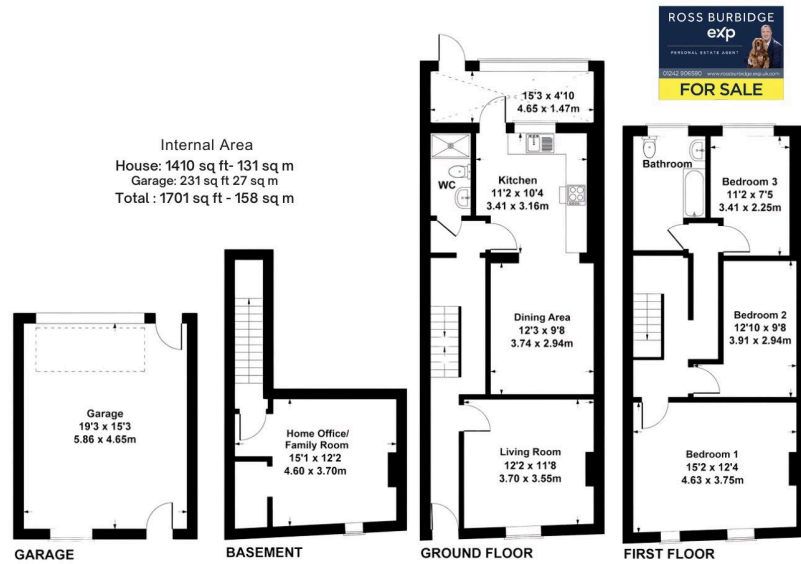 ROSS BURBIDGE
exp
PERSONAL ESTATE AGENT
01242 906590 www.rossburbidge.exp.uk.com
FOR SALE
Internal Area
House: 1410 sq ft- 131 sq m
Garage: 231 sq ft 27 sq m
Total : 1701 sq ft - 158 sq m
Garage
19'3 x 15'3
5.86 x 4.65m
GARAGE
Home Office/
Family Room
15'1 x 12'2
4.60 x 3.70m
BASEMENT
15'3 x 4'10
4.65 x 1.47m
WC
Kitchen
11'2 x 10'4
3.41 x 3.16m
Dining Area
12'3 x 9'8
3.74 x 2.94m
Living Room
12'2 x 11'8
3.70 x 3.55m
GROUND FLOOR
Bathroom
Bedroom 3
11'2 x 7'5
3.41 x 2.25m
Bedroom 2
12'10 x 9'8
3.91 x 2.94m
Bedroom 1
15'2 x 12'4
4.63 x 3.75m
FIRST FLOOR